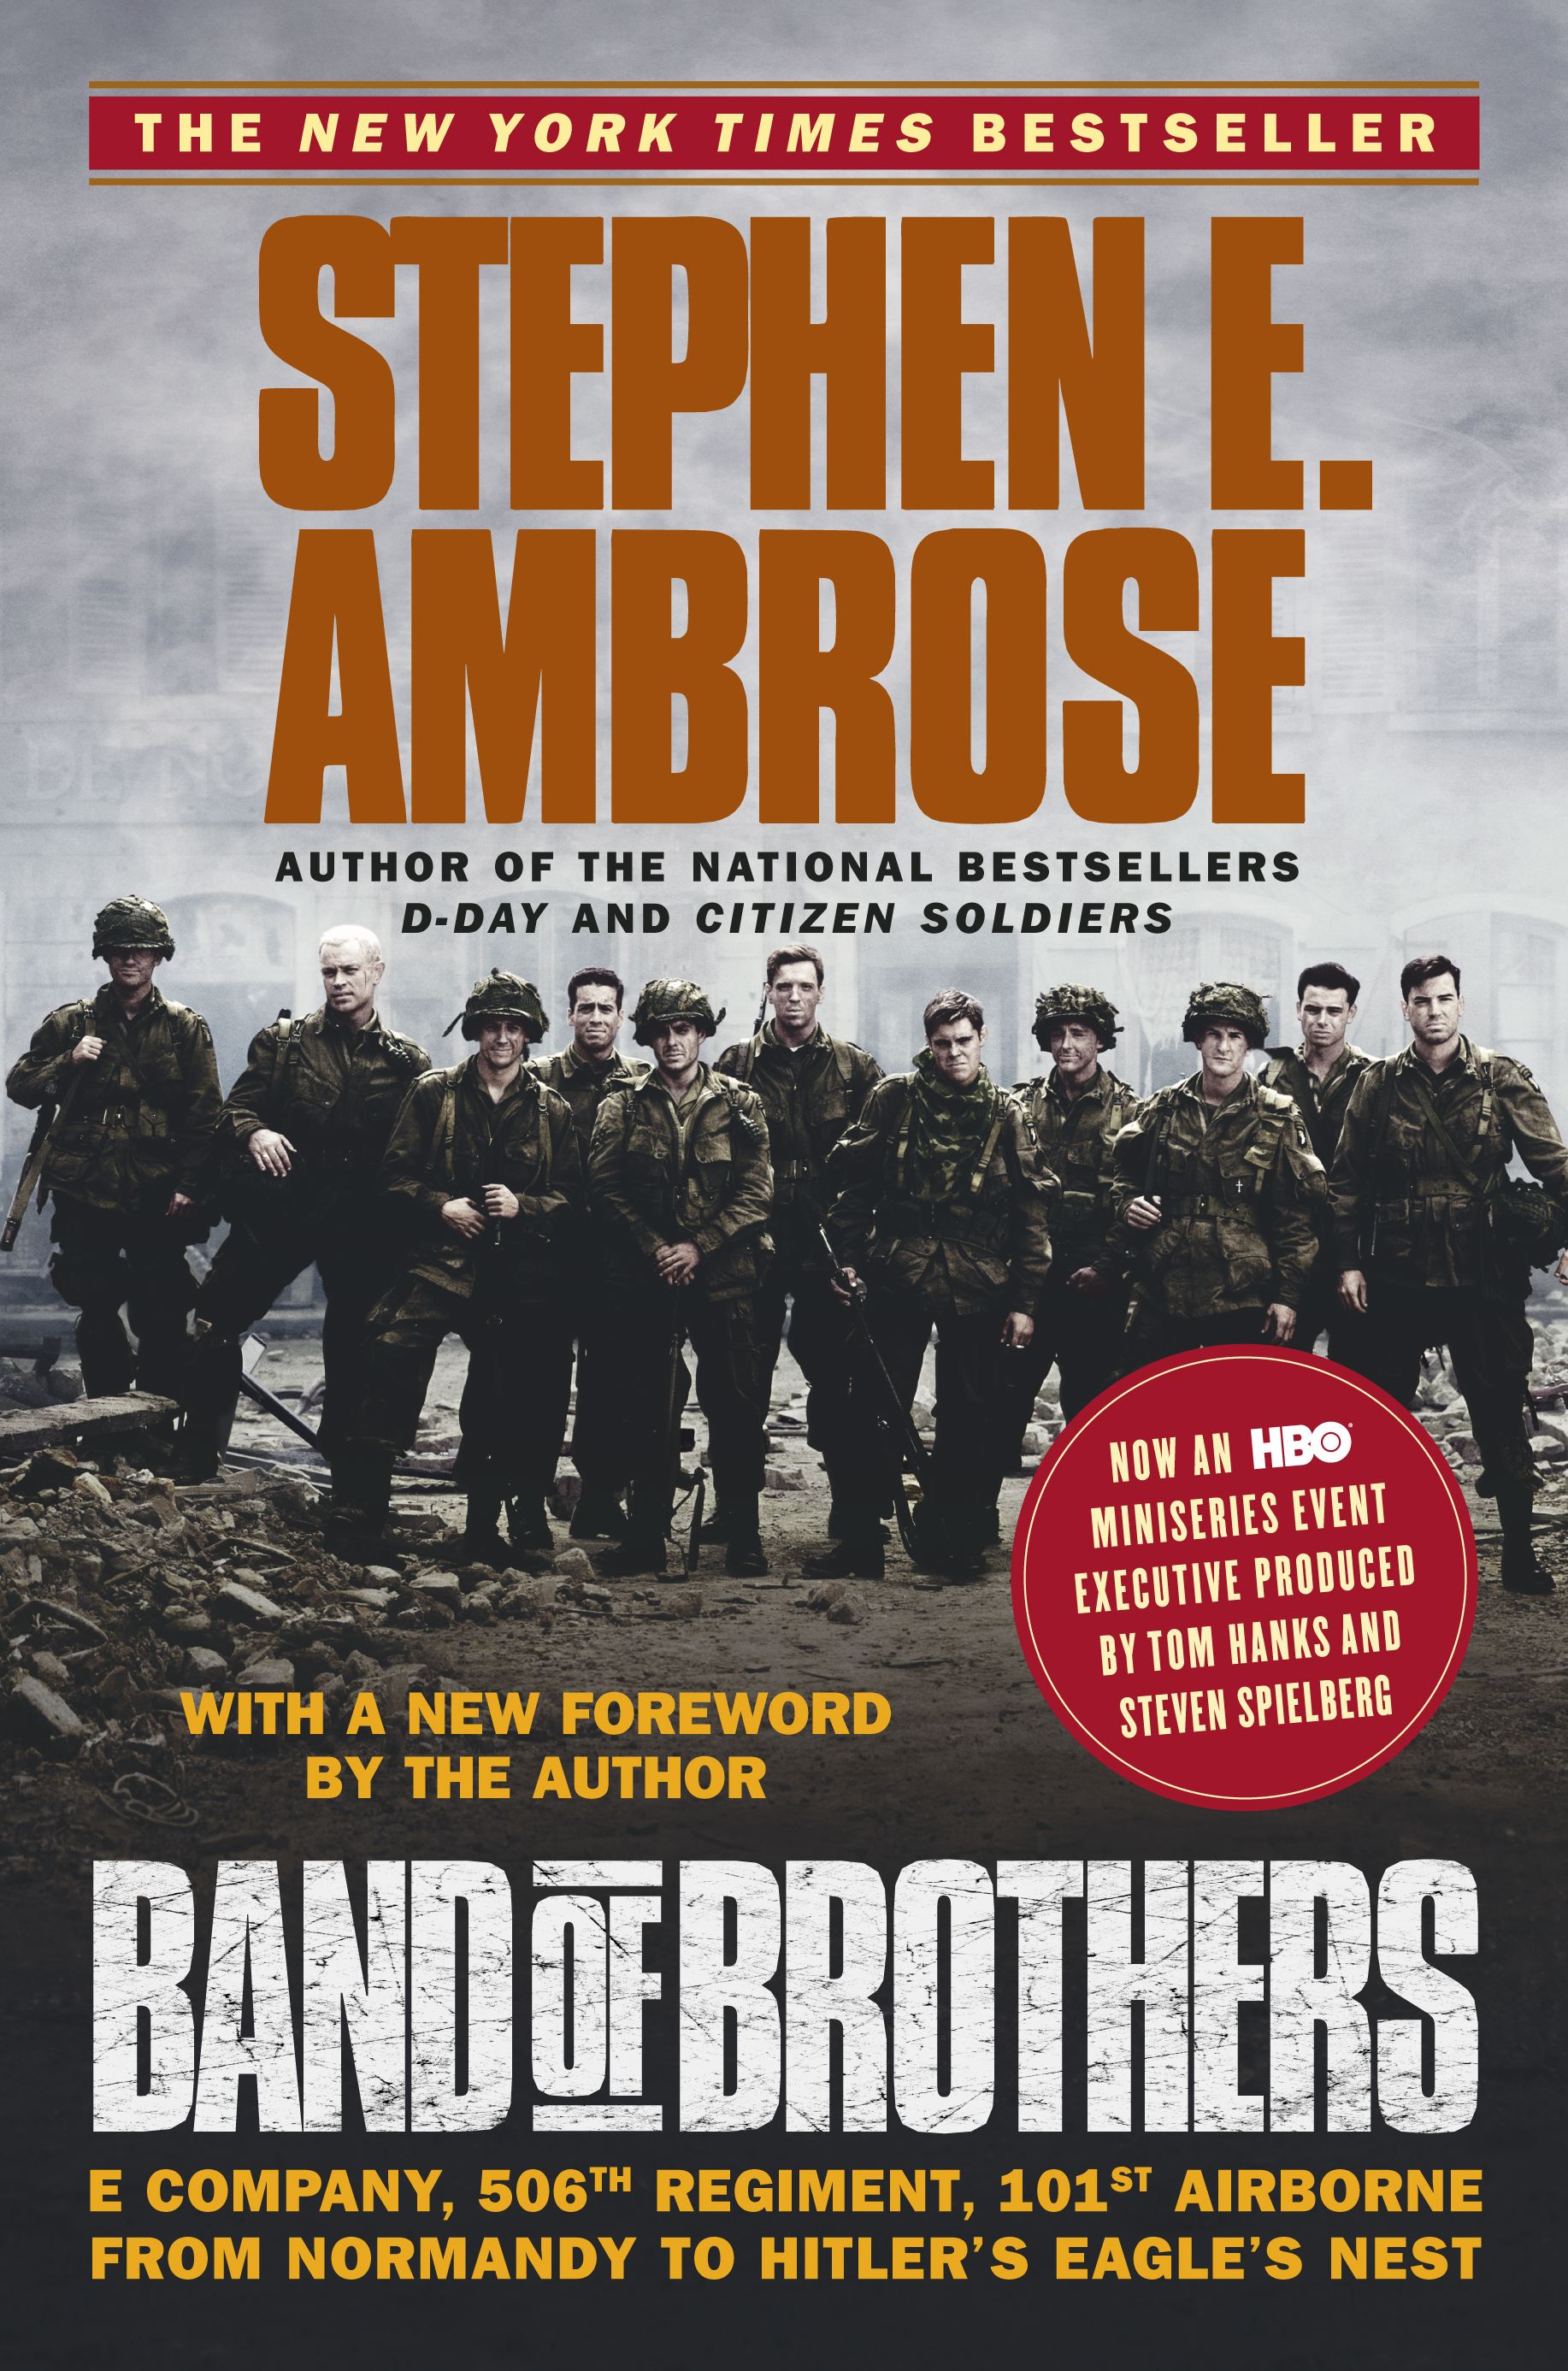 THE NEW YORK TIMES BESTSELLER
STEPHEN E.
AMBROSE
AUTHOR OF THE NATIONAL BESTSELLERS
D-DAY AND CITIZEN SOLDIERS
NOW AN HBO
MINISERIES EVENT
EXECUTIVE PRODUCED
BY TOM HANKS AND
STEVEN SPIELBERG
WITH A NEW FOREWORD
BY THE AUTHOR
BAND OF BROTHERS
E COMPANY, 506TH REGIMENT, 101ST AIRBORNE
FROM NORMANDY TO HITLER’S EAGLE’S NEST